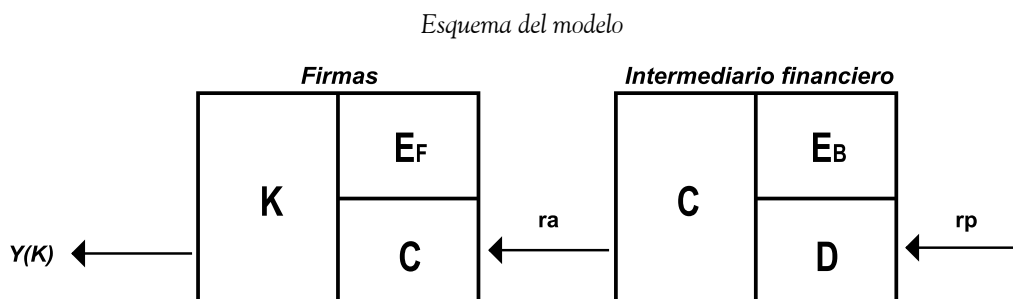 Esquema del modelo
Firmas
Intermediario financiero
EF
EB
K
C
ra
rp
Y(K)
C
D